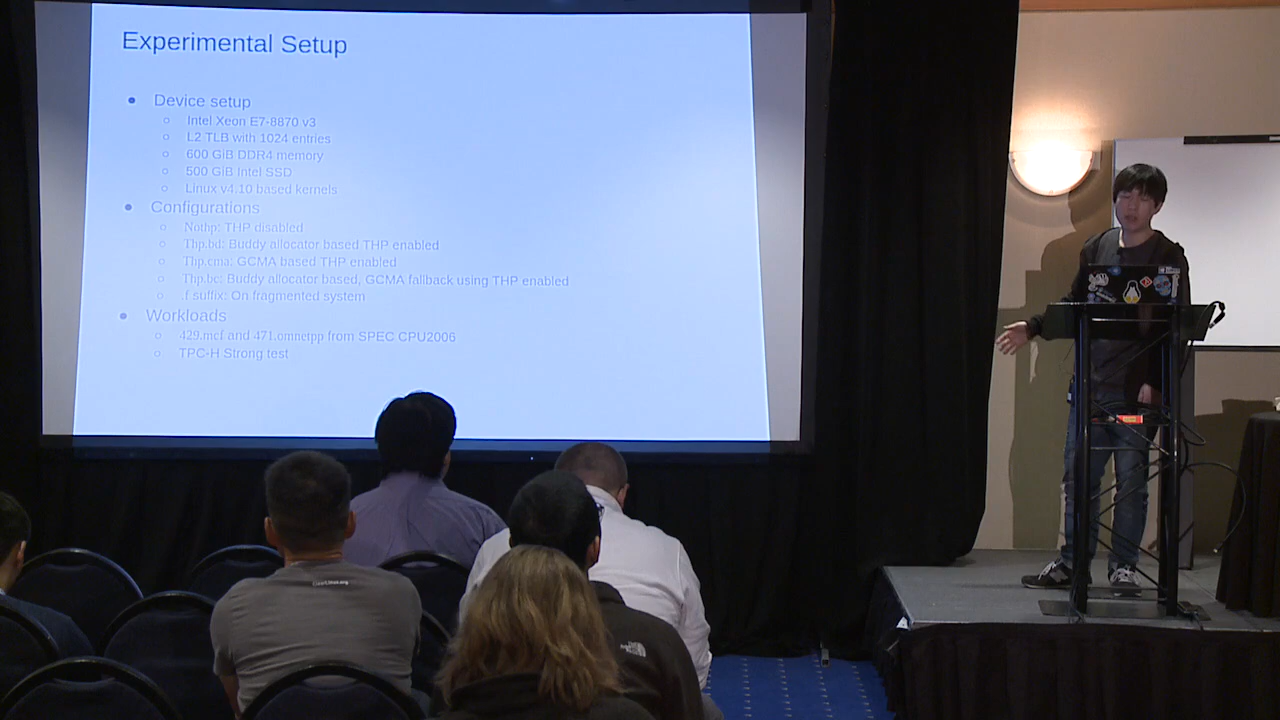 Experimental Setup
● Device setup
○ Intel Xeon E7-8870 v3
○ L2 TLB with 1024 entries
○ 600 GiB DDR4 memory
○ 500 GiB Intel SSD
○ Linux v4.10 based kernels
● Configurations
○ Nothp: THP disabled
○ Thp.bd: Buddy allocator based THP enabled
○ Thp.cma: GCMA based THP enabled
○ Thp.bc: Buddy allocator based, GCMA fallback using THP enabled
○ .f suffix: On fragmented system
● Workloads
○ 429.mcf and 471.omnetpp from SPEC CPU2006
○ TPC-H Strong test